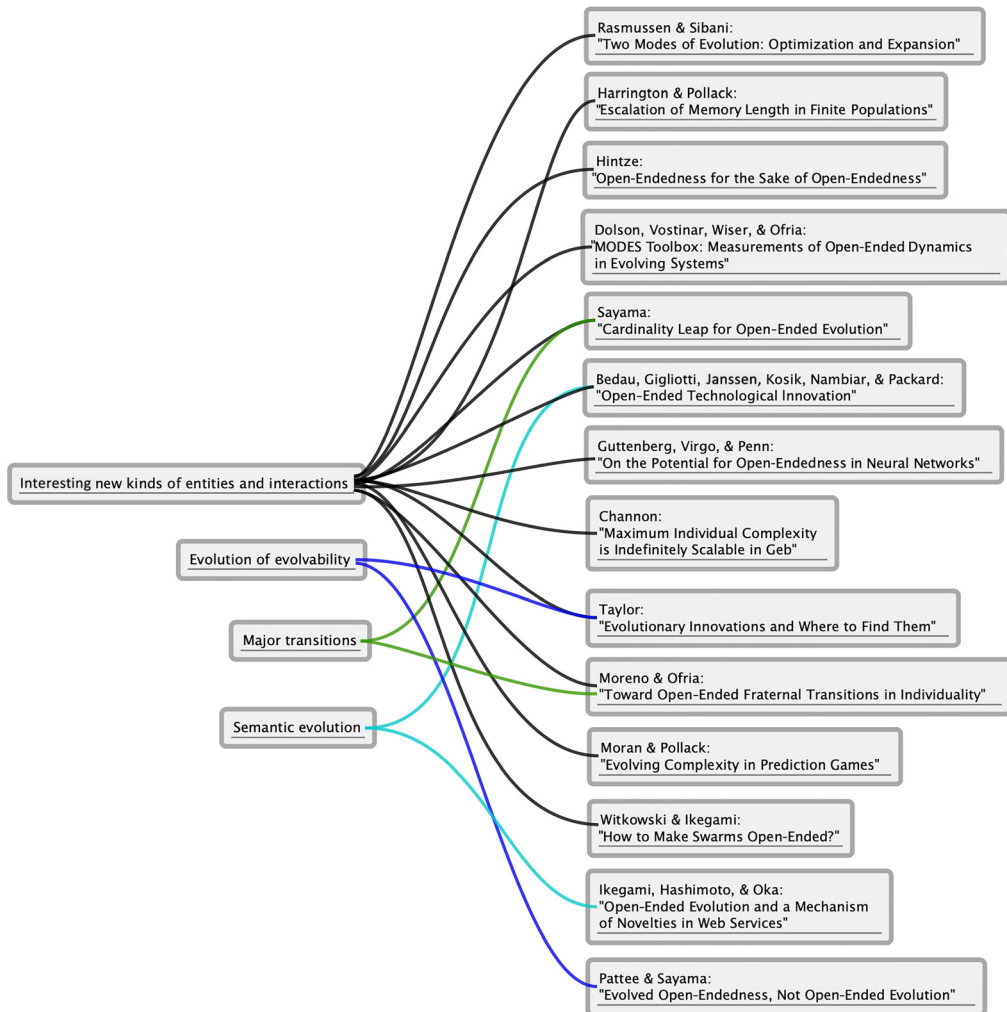 Rasmussen & Sibani:
"Two Modes of Evolution: Optimization and Expansion"
Harrington & Pollack:
"Escalation of Memory Length in Finite Populations"
Hintze:
"Open-Endedness for the Sake of Open-Endedness"
Dolson, Vostinar, Wiser, & Ofria:
"MODES Toolbox: Measurements of Open-Ended Dynamics
in Evolving Systems"
Sayama:
"Cardinality Leap for Open-Ended Evolution"
Bedau, Gigliotti, Janssen, Kosik, Nambiar, & Packard:
"Open-Ended Technological Innovation"
Guttenberg, Virgo, & Penn:
"On the Potential for Open-Endedness in Neural Networks"
Channon:
"Maximum Individual Complexity
is Indefinitely Scalable in Geb"
Taylor:
"Evolutionary Innovations and Where to Find Them"
Moreno & Ofria:
"Toward Open-Ended Fraternal Transitions in Individuality"
Moran & Pollack:
"Evolving Complexity in Prediction Games"
Witkowski & Ikegami:
"How to Make Swarms Open-Ended?"
Ikegami, Hashimoto, & Oka:
"Open-Ended Evolution and a Mechanism
of Novelties in Web Services"
Pattee & Sayama:
"Evolved Open-Endedness, Not Open-Ended Evolution"
Interesting new kinds of entities and interactions
Evolution of evolvability
Major transitions
Semantic evolution